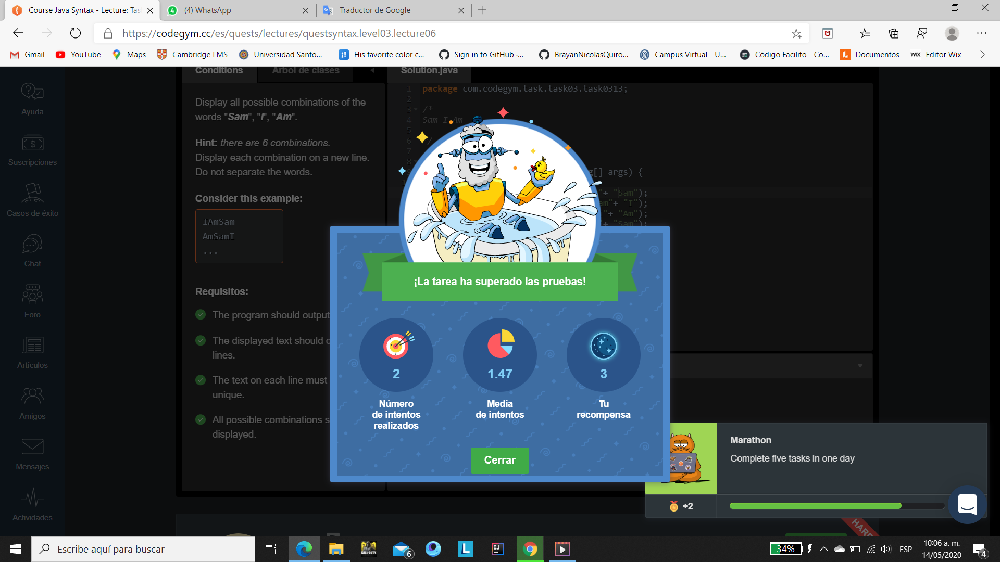 Course Java Syntax - Lecture: Tas
(4) WhatsApp
Traductor de Google
https://codegym.cc/es/quests/lectures/questsyntax.level03.lecture06
Gmail
YouTube
Maps
Cambridge LMS
Universidad Santo...
His favorite color c...
Sign in to GitHub ·...
BrayanNicolasQuiro...
Campus Virtual - U...
Código Facilito - Co...
Documentos
WIX Editor Wix
Conditions
Árbol de clases
Solution.java
Ayuda
Suscripciones
Casos de éxito
Chat
Foro
Artículos
Amigos
Mensajes
Actividades
Display all possible combinations of the
words "Sam", "I", "Am".
Hint: there are 6 combinations.
Display each combination on a new line.
Do not separate the words.
Consider this example:
IAmSam
AmSamI
...
Requisitos:
The program should output
The displayed text should
lines.
The text on each line must
unique.
All possible combinations
displayed.
1 package com.codegym.task.task03.task0313;
2
3 /*
4 Sam I Am
5
6 /
7
8
[] args) {
"+ "Sam");
am"+ "I");
"+ "Am");
+ "Sam");
¡La tarea ha superado las pruebas!
2
Número
de intentos
realizados
1.47
Media
de intentos
3
Tu
recompensa
Cerrar
Marathon
Complete five tasks in one day
+2
HARD
Escribe aquí para buscar
CALL OF DUTY
6
L
IJ
34%
ESP
10:06 a. m.
14/05/2020
4